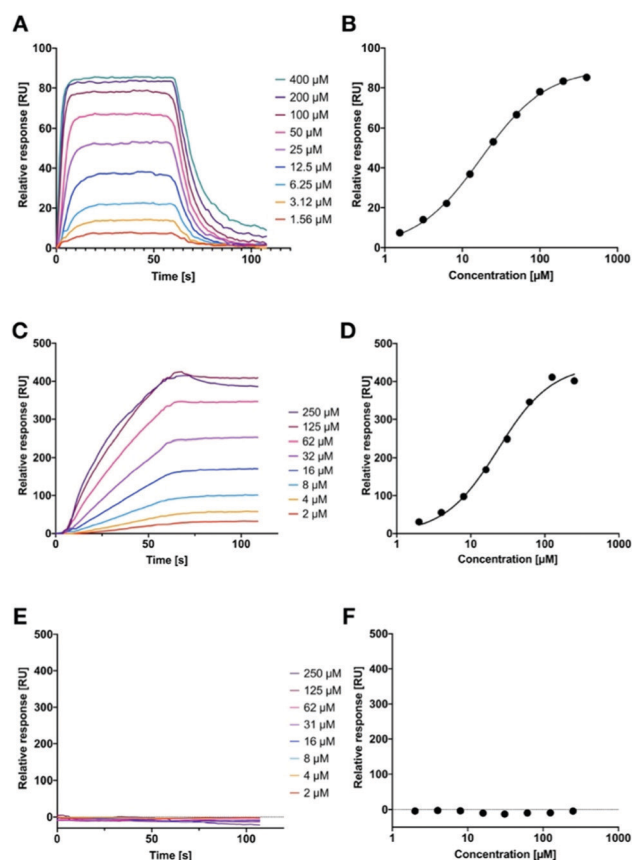 A
Relative response [RU]
100
80
60
40
20
0
0
50
100
Time [s]
400 µM
200 µM
100 µM
50 µM
25 µM
12.5 µM
6.25 µM
3.12 µM
1.56 µM
B
Relative response [RU]
100
80
60
40
20
0
1
10
100
1000
Concentration [µM]
C
Relative response [RU]
500
400
300
200
100
0
0
50
100
Time [s]
250 µM
125 µM
62 µM
32 µM
16 µM
8 µM
4 µM
2 µM
D
Relative response [RU]
500
400
300
200
100
0
1
10
100
1000
Concentration [µM]
E
Relative response [RU]
500
400
300
200
100
0
0
50
100
Time [s]
250 µM
125 µM
62 µM
31 µM
16 µM
8 µM
4 µM
2 µM
F
Relative response [RU]
500
400
300
200
100
0
1
10
100
1000
Concentration [µM]